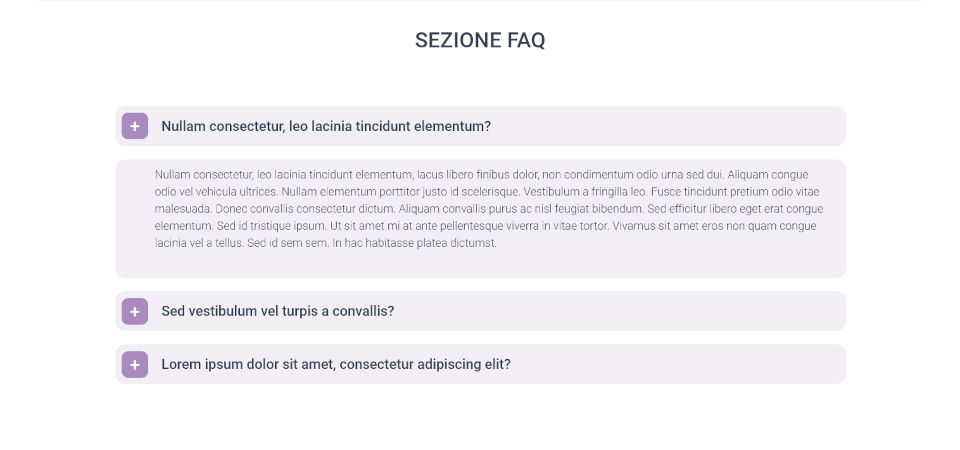 SEZIONE FAQ
+ Nullam consectetur, leo lacinia tincidunt elementum?
Nullam consectetur, leo lacinia tincidunt elementum, lacus libero finibus dolor, non condimentum odio urna sed dui. Aliquam congue
odio vel vehicula ultrices. Nullam elementum porttitor justo id scelerisque. Vestibulum a fringilla leo. Fusce tincidunt pretium odio vitae
malesuada. Donec convallis consectetur dictum. Aliquam convallis purus ac nisl feugiat bibendum. Sed efficitur libero eget erat congue
elementum. Sed id tristique ipsum. Ut sit amet mi at ante pellentesque viverra in vitae tortor. Vivamus sit amet eros non quam congue
lacinia vel a tellus. Sed id sem sem. In hac habitasse platea dictumst.
+ Sed vestibulum vel turpis a convallis?
+ Lorem ipsum dolor sit amet, consectetur adipiscing elit?